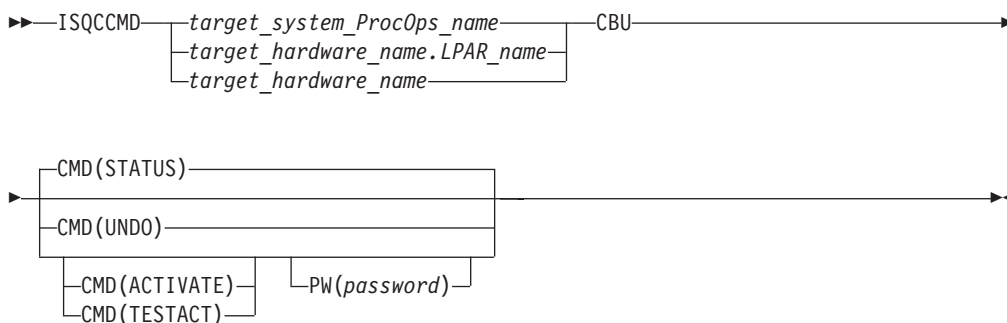 ISQCCMD target_system_ProcOps_name CBU
target_hardware_name.LPAR_name
target_hardware_name
CMD(STATUS)
CMD(UNDO)
CMD(ACTIVATE) PW(password)
CMD(TESTACT)